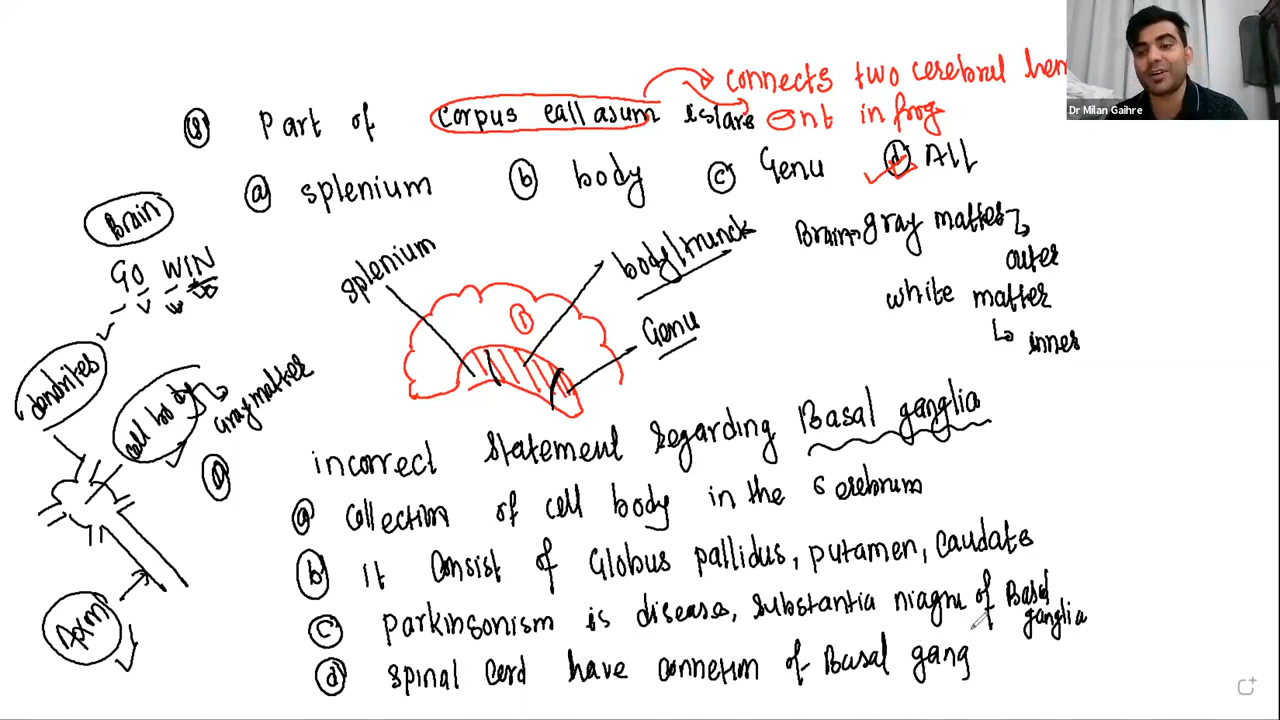 connects two cerebral hem
Q Part of corpus callasum is/are ⊖nt in frog
Dr Milan Gaihre
a splenium b body c Genu d All
Brain
GO WIN
splenium
body/trunck
Genu
Brain→gray matter
outer
white matter
inner
dendrites
cell body
Gray matter
Axon
Q incorrect statement regarding Basal ganglia
a collection of cell body in the cerebrum
b it consist of Globus pallidus, putamen, caudate
c parkinsonism is disease, substantia niagra of Basal ganglia
d spinal cord have connetion of Basal gang